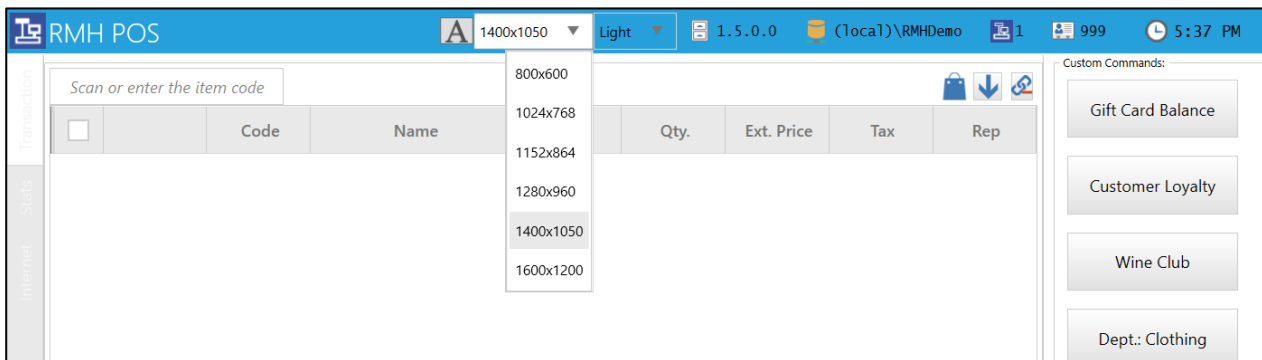 RMH POS
A 1400x1050 Light 1.5.0.0 (local)\RMHDemo 1 999 5:37 PM
Transaction
Stats
Internet
Scan or enter the item code
Code Name Qty. Ext. Price Tax Rep
800x600
1024x768
1152x864
1280x960
1400x1050
1600x1200
Custom Commands:
Gift Card Balance
Customer Loyalty
Wine Club
Dept.: Clothing